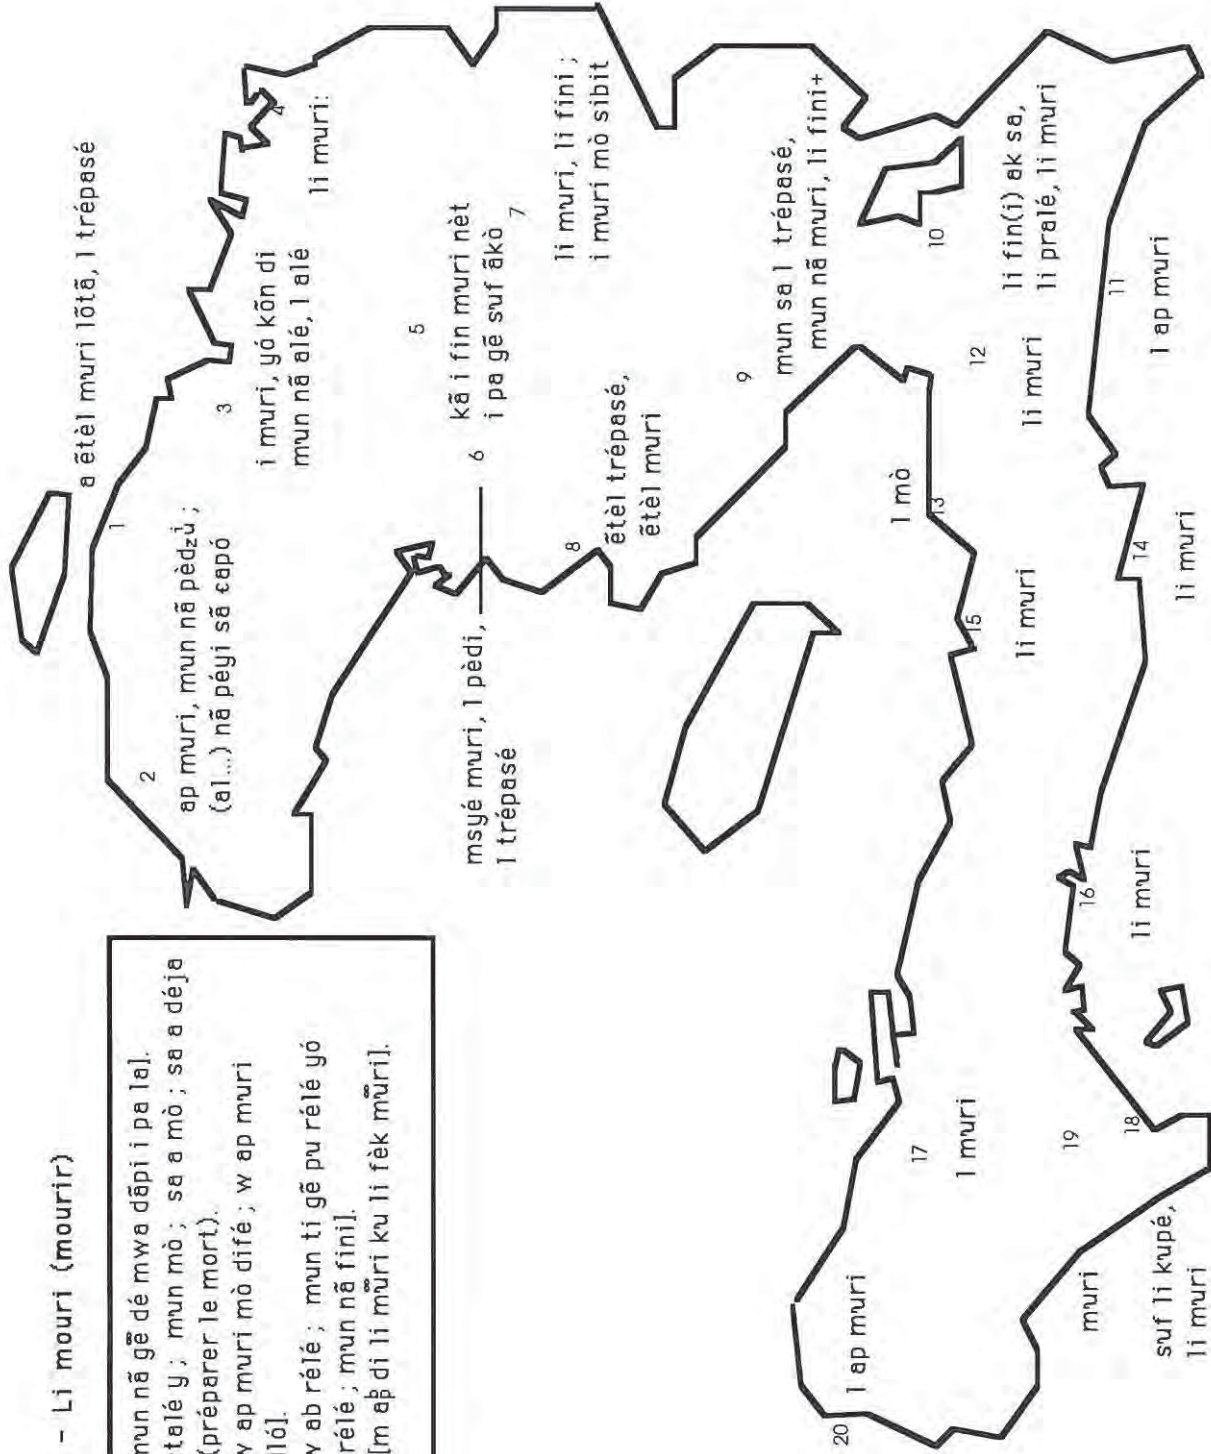 - Li mouri (mourir)
mun nã gẽ dé mwa dãpi i pa la].
talé y ; mun mò ; sa a mò ; sa a déja
(préparer le mort).
ap muri mò difé ; w ap muri
ló].
ab rélé ; mun ti gẽ pu rélé yó
rélé ; mun nã fini].
[m aꞵ di li mũri ku li fèk mũri].
a ẽtèl muri lõtã, l trépasé
1
2
ap muri, mun nã pèdzi ;
(al...) nã péyi sã ɛapó
3
i muri, yó kõn di
mun nã alé, l alé
4
li muri:
5
msyé muri, l pèdi,
l trépasé
6
kã i fin muri nèt
i pa gẽ suf ãkò
7
li muri, li fini ;
i muri mò sibit
8
ẽtèl trépasé,
ẽtèl muri
9
mun sa l trépasé,
mun nã muri, li fini+
10
li fin(i) ak sa,
li pralé, li muri
11
l ap muri
12
li muri
13
l mò
14
li muri
15
li muri
16
li muri
17
l muri
18
suf li kupé,
li muri
19
muri
20
l ap muri